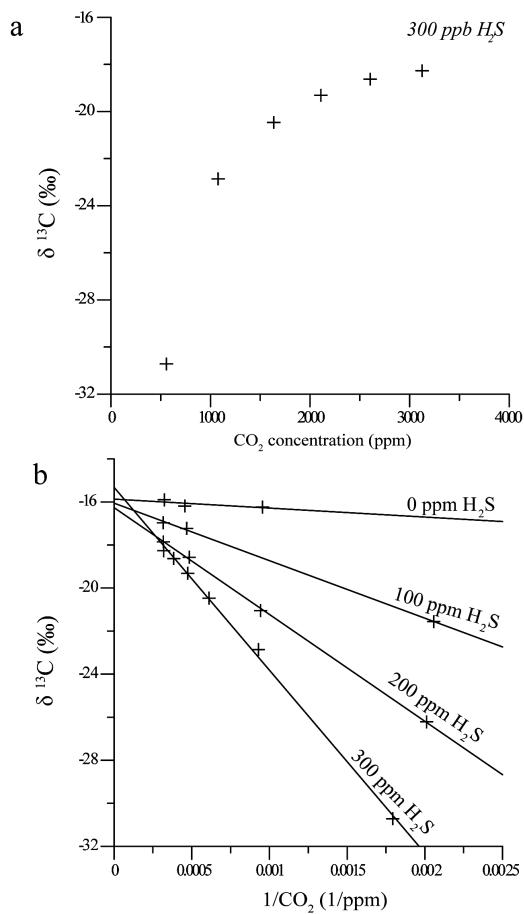 a
300 ppb H₂S
-16
-20
-24
-28
-32
δ ¹³C (‰)
0 1000 2000 3000 4000
CO₂ concentration (ppm)
b
-16
-20
-24
-28
-32
δ ¹³C (‰)
0 ppm H₂S
100 ppm H₂S
200 ppm H₂S
300 ppm H₂S
0 0.0005 0.001 0.0015 0.002 0.0025
1/CO₂ (1/ppm)